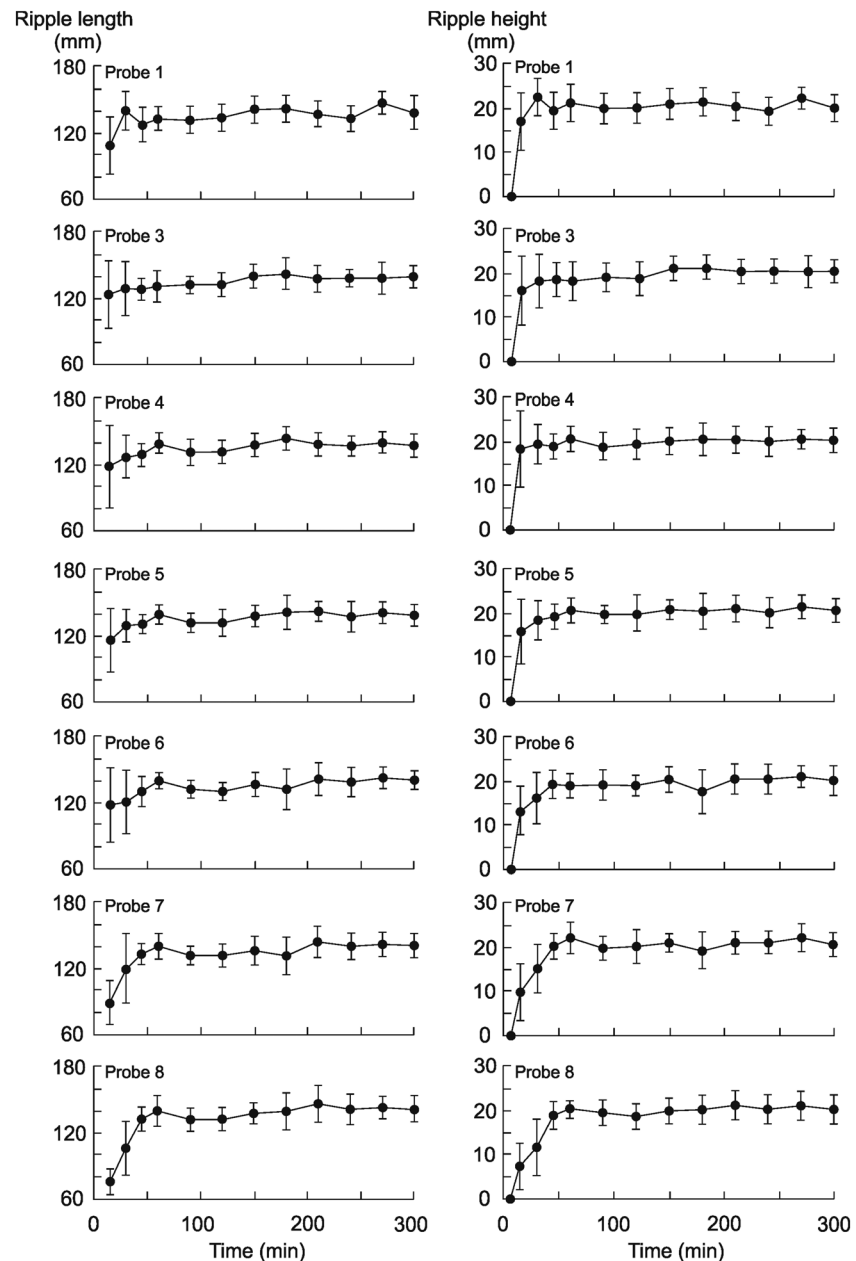 Ripple length
(mm)
180
Probe 1
120
60
180
Probe 3
120
60
180
Probe 4
120
60
180
Probe 5
120
60
180
Probe 6
120
60
180
Probe 7
120
60
180
Probe 8
120
60
0 100 200 300
Time (min)
Ripple height
(mm)
30
Probe 1
20
10
0
30
Probe 3
20
10
0
30
Probe 4
20
10
0
30
Probe 5
20
10
0
30
Probe 6
20
10
0
30
Probe 7
20
10
0
30
Probe 8
20
10
0
0 100 200 300
Time (min)